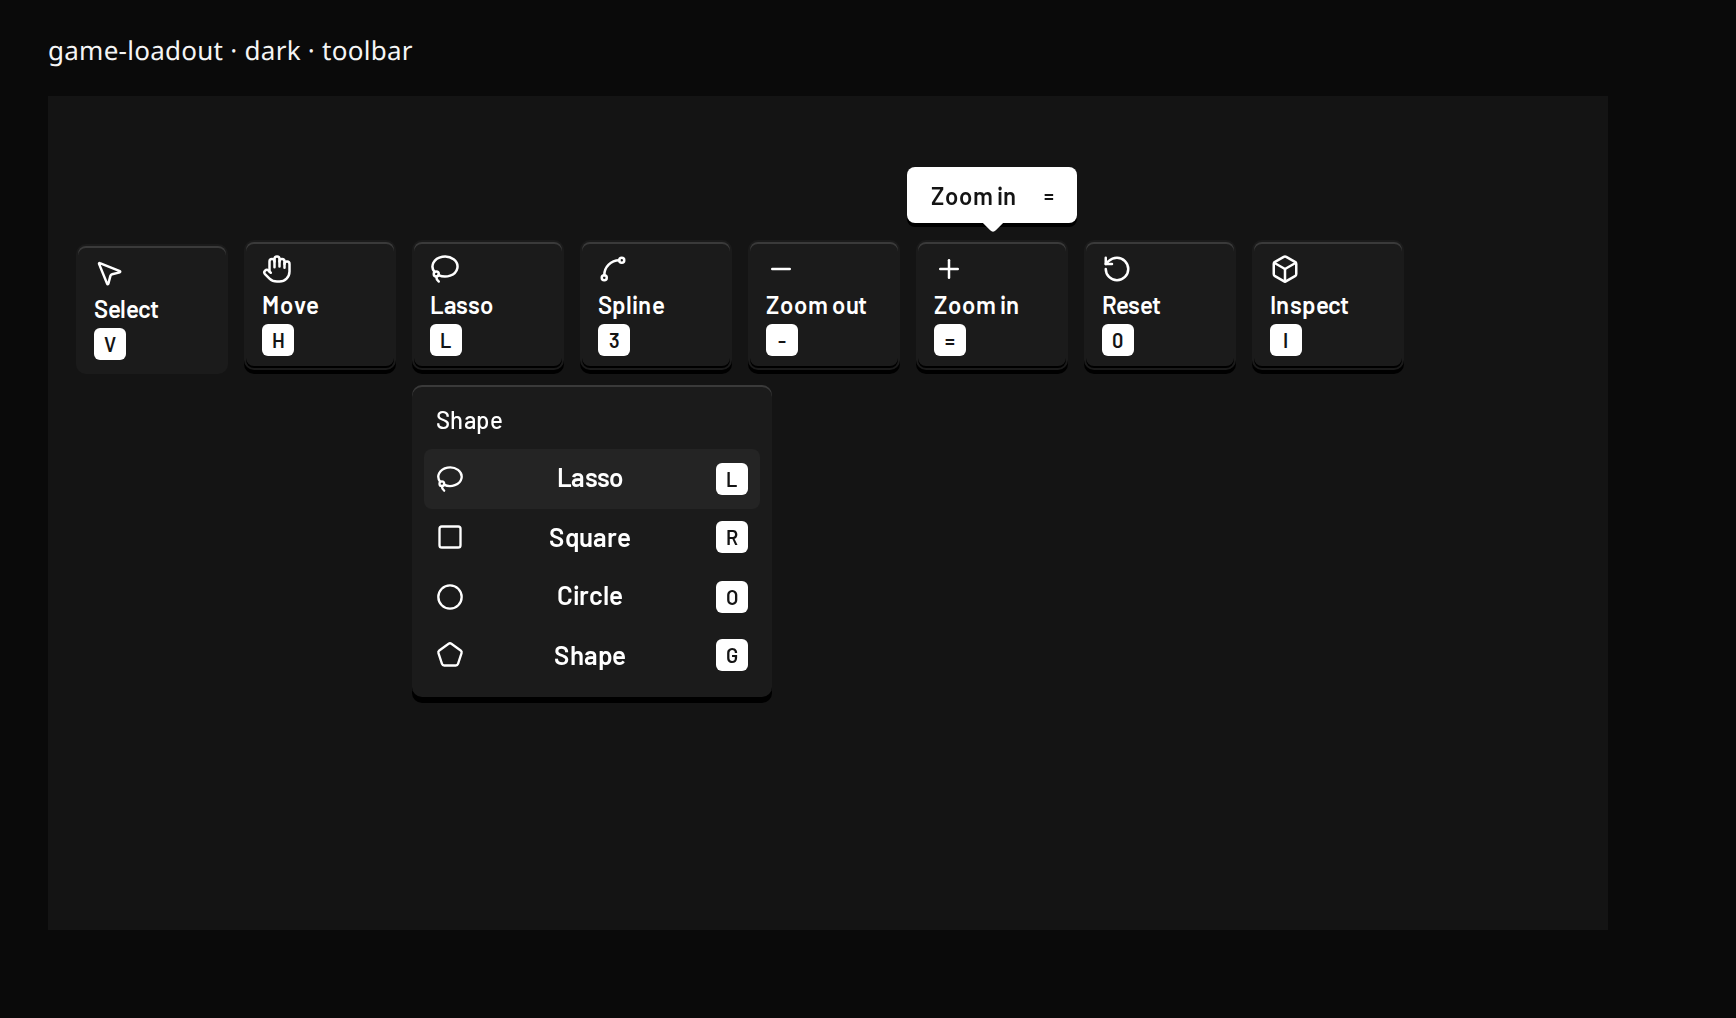 game-loadout · dark · toolbar
Zoom in =
Select
V
Move
H
Lasso
L
Spline
3
Zoom out
-
Zoom in
=
Reset
0
Inspect
I
Shape
Lasso L
Square R
Circle O
Shape G